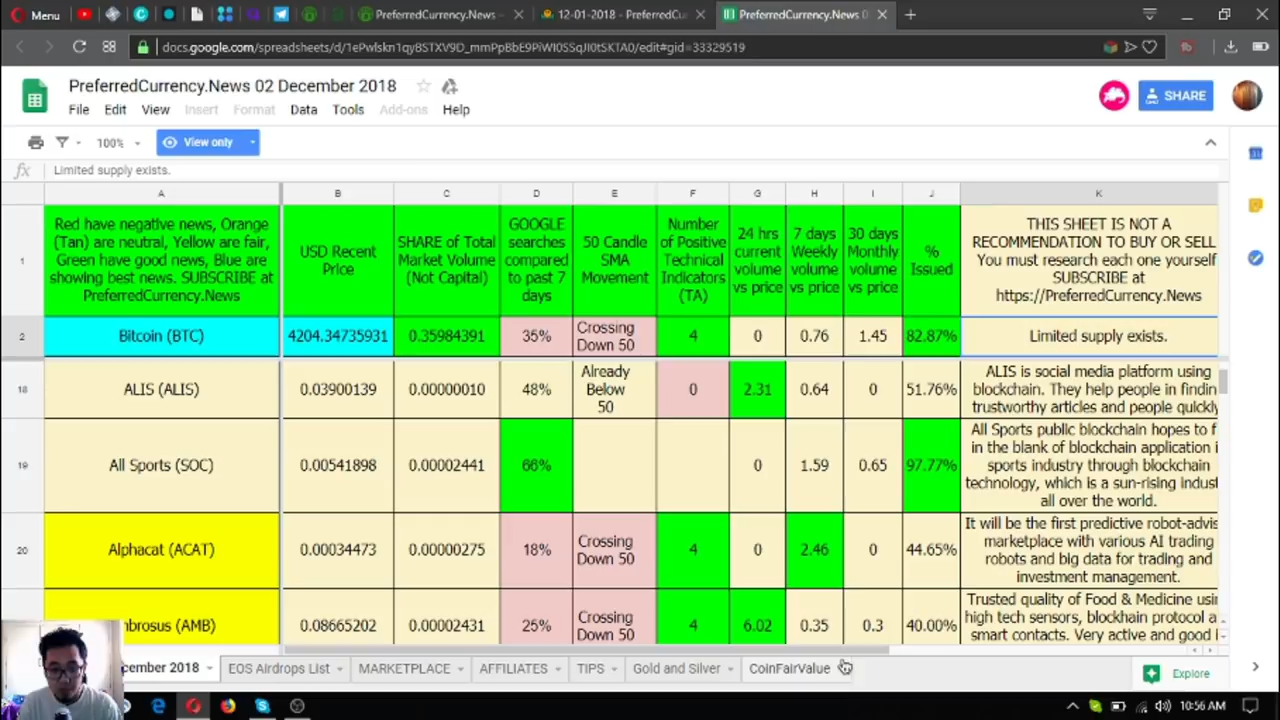 Menu
PreferredCurrency.News –
12-01-2018 - PreferredCu
PreferredCurrency.News 0
docs.google.com/spreadsheets/d/
/edit#gid=33329519
PreferredCurrency.News 02 December 2018
SHARE
File Edit View Insert Format Data Tools Add-ons Help
100% View only
fx Limited supply exists.
A B C D E F G H I J K
1
Red have negative news, Orange
(Tan) are neutral, Yellow are fair,
Green have good news, Blue are
showing best news. SUBSCRIBE at
PreferredCurrency.News
USD Recent
Price
SHARE of Total
Market Volume
(Not Capital)
GOOGLE
searches
compared
to past 7
days
50 Candle
SMA
Movement
Number
of Positive
Technical
Indicators
(TA)
24 hrs
current
volume
vs price
7 days
Weekly
volume
vs price
30 days
Monthly
volume
vs price
%
Issued
THIS SHEET IS NOT A
RECOMMENDATION TO BUY OR SELL
You must research each one yourself
SUBSCRIBE at
https://PreferredCurrency.News
2
Bitcoin (BTC)
4204.34735931
0.35984391
35%
Crossing
Down 50
4
0
0.76
1.45
82.87%
Limited supply exists.
18
ALIS (ALIS)
0.03900139
0.00000010
48%
Already
Below
50
0
2.31
0.64
0
51.76%
ALIS is social media platform using
blockchain. They help people in findin
trustworthy articles and people quickly
19
All Sports (SOC)
0.00541898
0.00002441
66%
0
1.59
0.65
97.77%
All Sports public blockchain hopes to f
in the blank of blockchain application i
sports industry through blockchain
technology, which is a sun-rising indust
all over the world.
20
Alphacat (ACAT)
0.00034473
0.00000275
18%
Crossing
Down 50
4
0
2.46
0
44.65%
It will be the first predictive robot-advis
marketplace with various AI trading
robots and big data for trading and
investment management.
mbrosus (AMB)
0.08665202
0.00002431
25%
Crossing
Down 50
4
6.02
0.35
0.3
40.00%
Trusted quality of Food & Medicine usin
high tech sensors, blockchain protocol a
smart contacts. Very active and good i
cember 2018 EOS Airdrops List MARKETPLACE AFFILIATES TIPS Gold and Silver CoinFairValue
Explore
10:56 AM